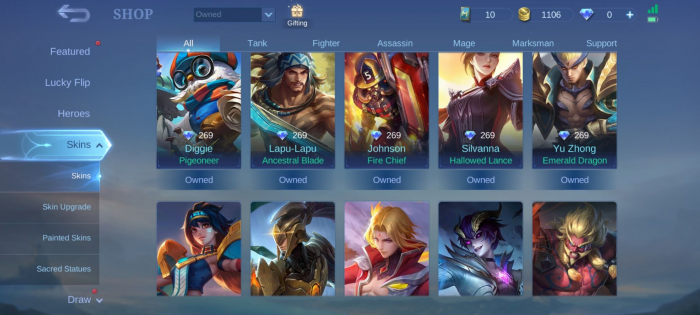 SHOP
Owned
Gifting
10
1106
0 +
Featured
Lucky Flip
Heroes
Skins
Skins
Skin Upgrade
Painted Skins
Sacred Statues
Draw
All Tank Fighter Assassin Mage Marksman Support
5
269 269 269 269 269
Diggie Lapu-Lapu Johnson Silvanna Yu Zhong
Pigeoneer Ancestral Blade Fire Chief Hallowed Lance Emerald Dragon
Owned Owned Owned Owned Owned